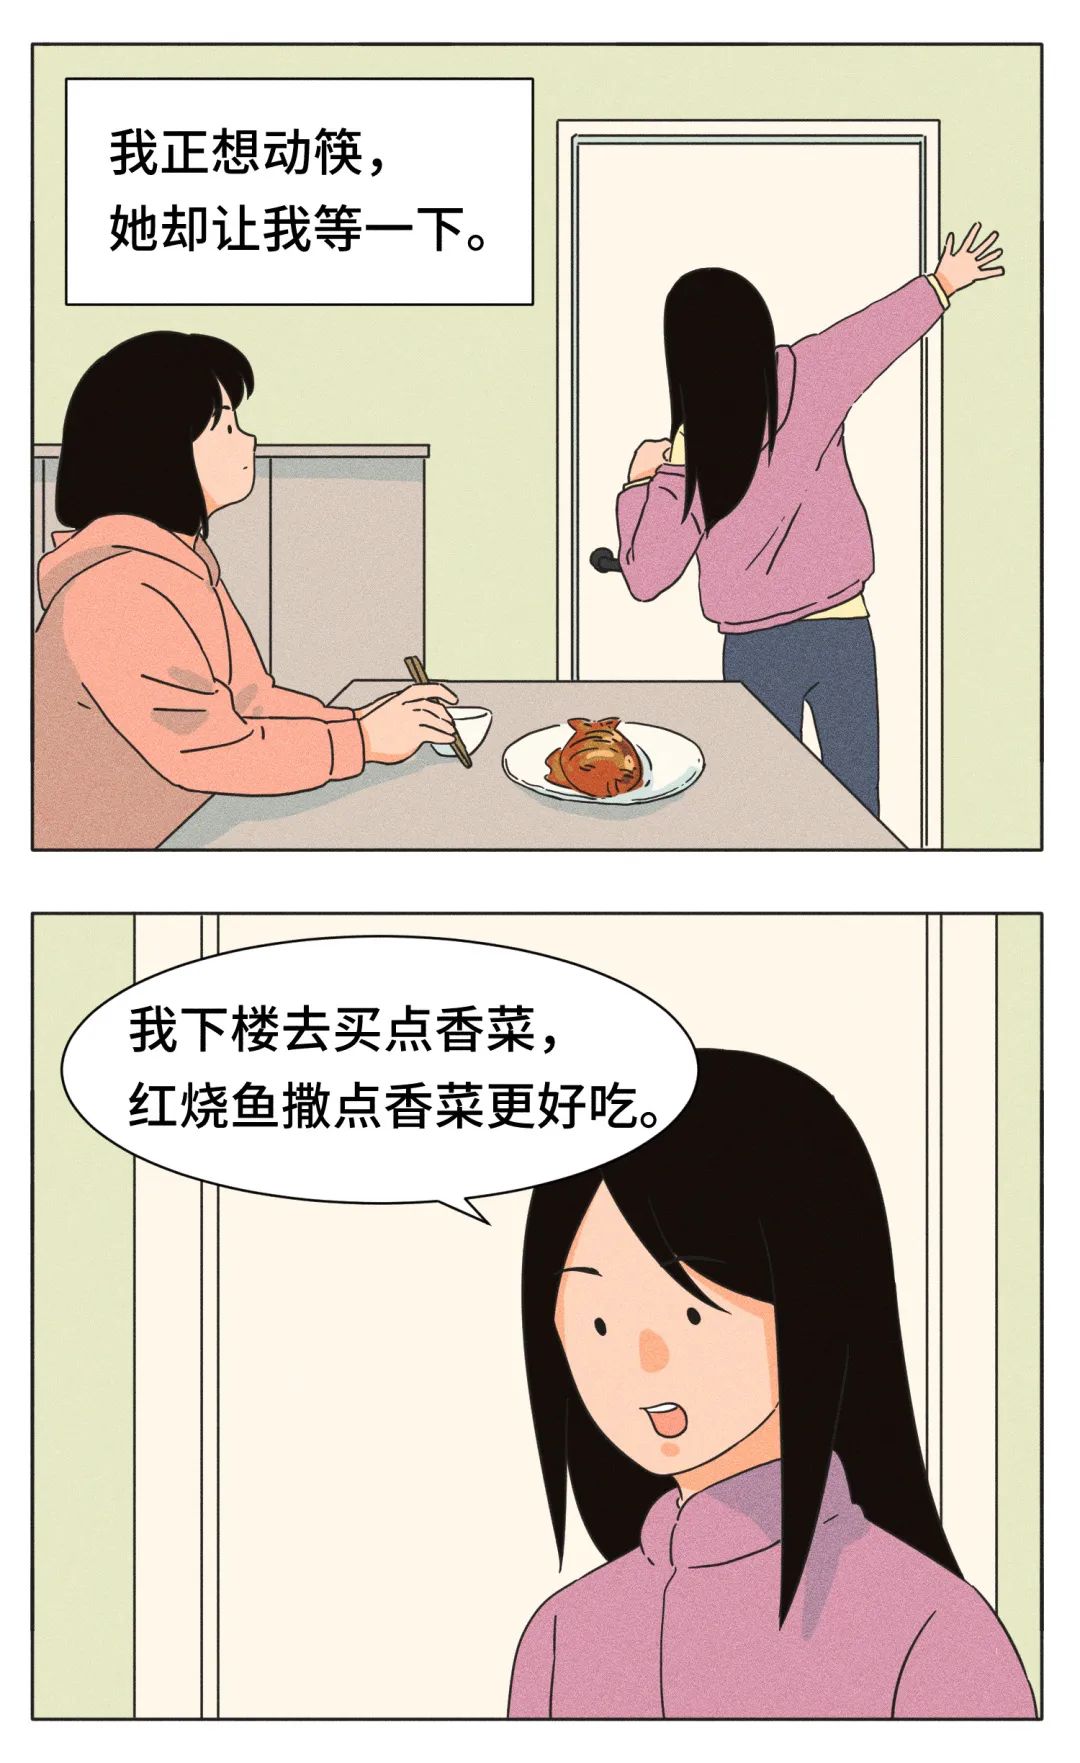 我正想动筷，
她却让我等一下。
我下楼去买点香菜，
红烧鱼撒点香菜更好吃。